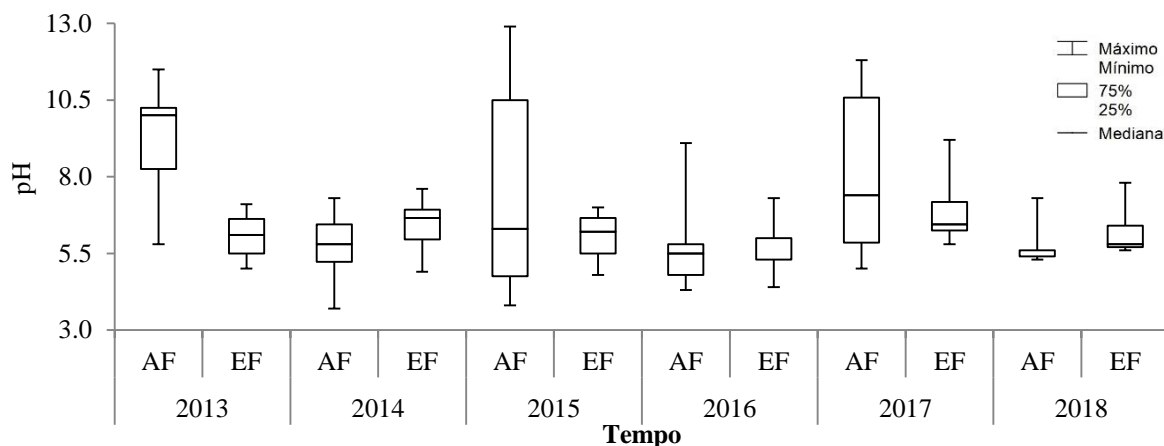 13.0
10.5
8.0
5.5
3.0
pH
Máximo
Mínimo
75%
25%
Mediana
AF EF AF EF AF EF AF EF AF EF AF EF
2013 2014 2015 2016 2017 2018
Tempo